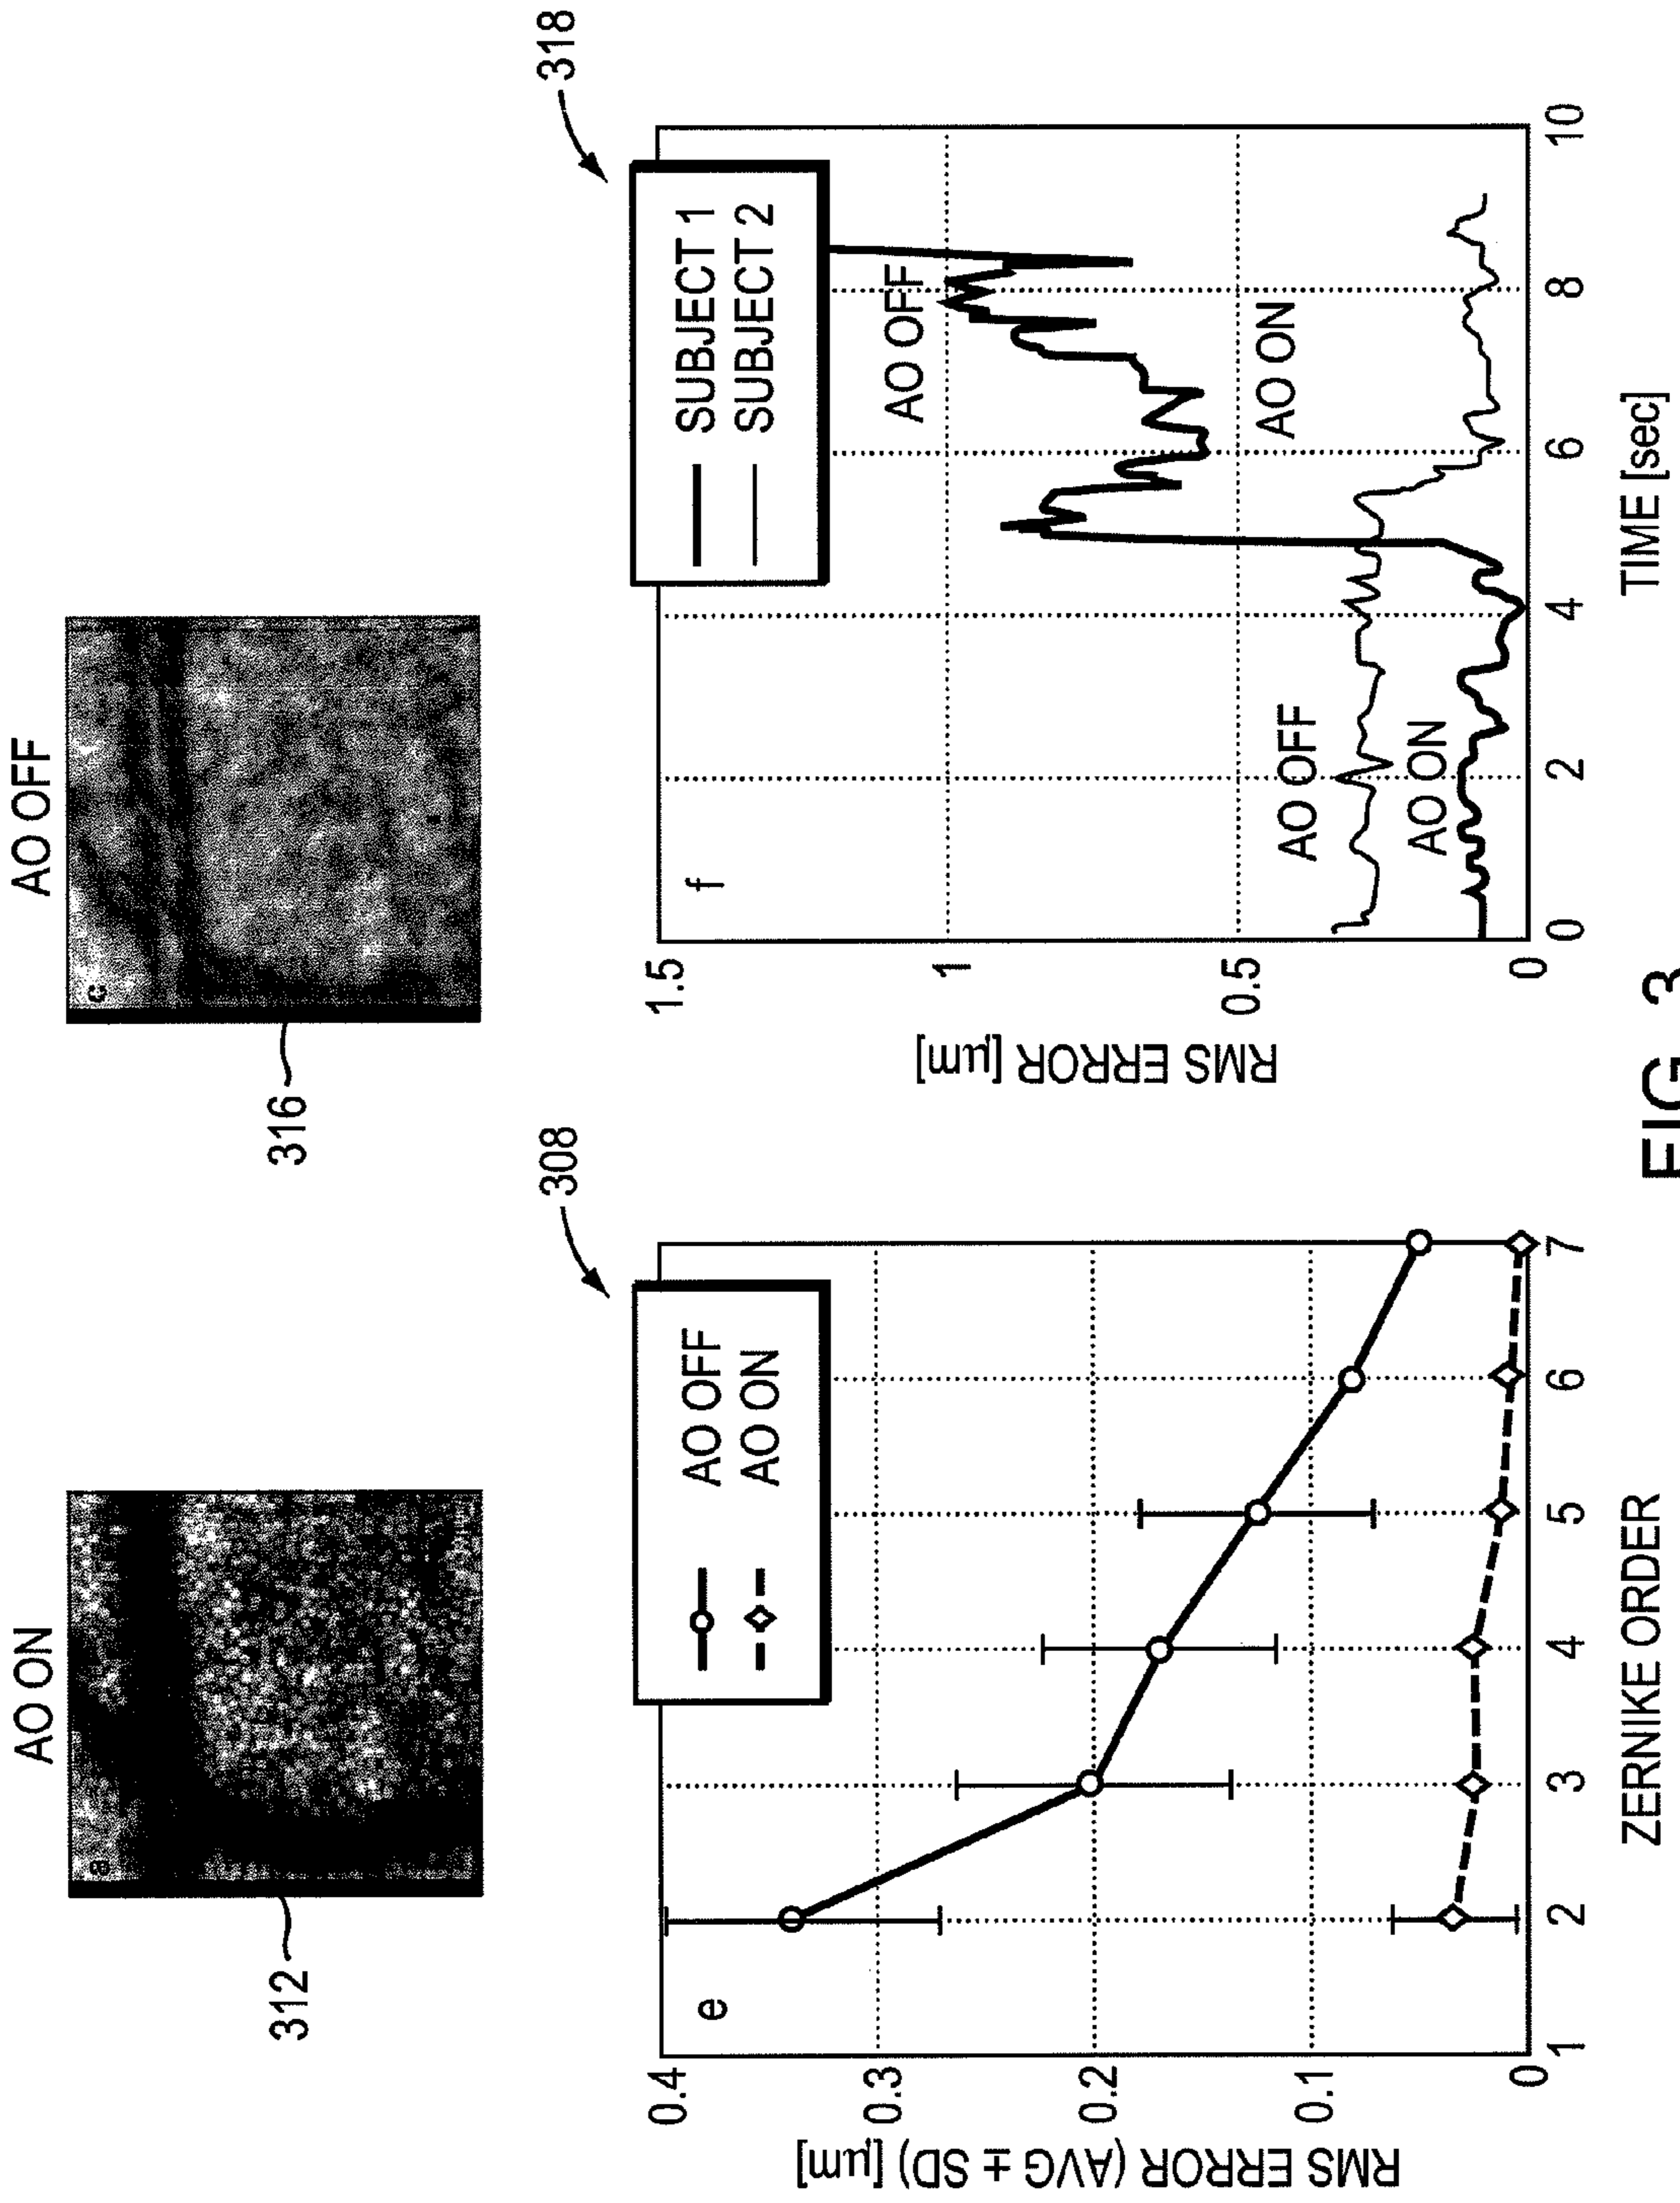 AO ON
312
AO OFF
316
308
e
AO OFF
AO ON
0.4
0.3
0.2
0.1
0
1
2
3
4
5
6
7
RMS ERROR (AVG ± SD) [µm]
ZERNIKE ORDER
318
f
SUBJECT 1
SUBJECT 2
AO OFF
AO ON
AO OFF
AO ON
1.5
1
0.5
0
0
2
4
6
8
10
RMS ERROR [µm]
TIME [sec]
FIG. 3